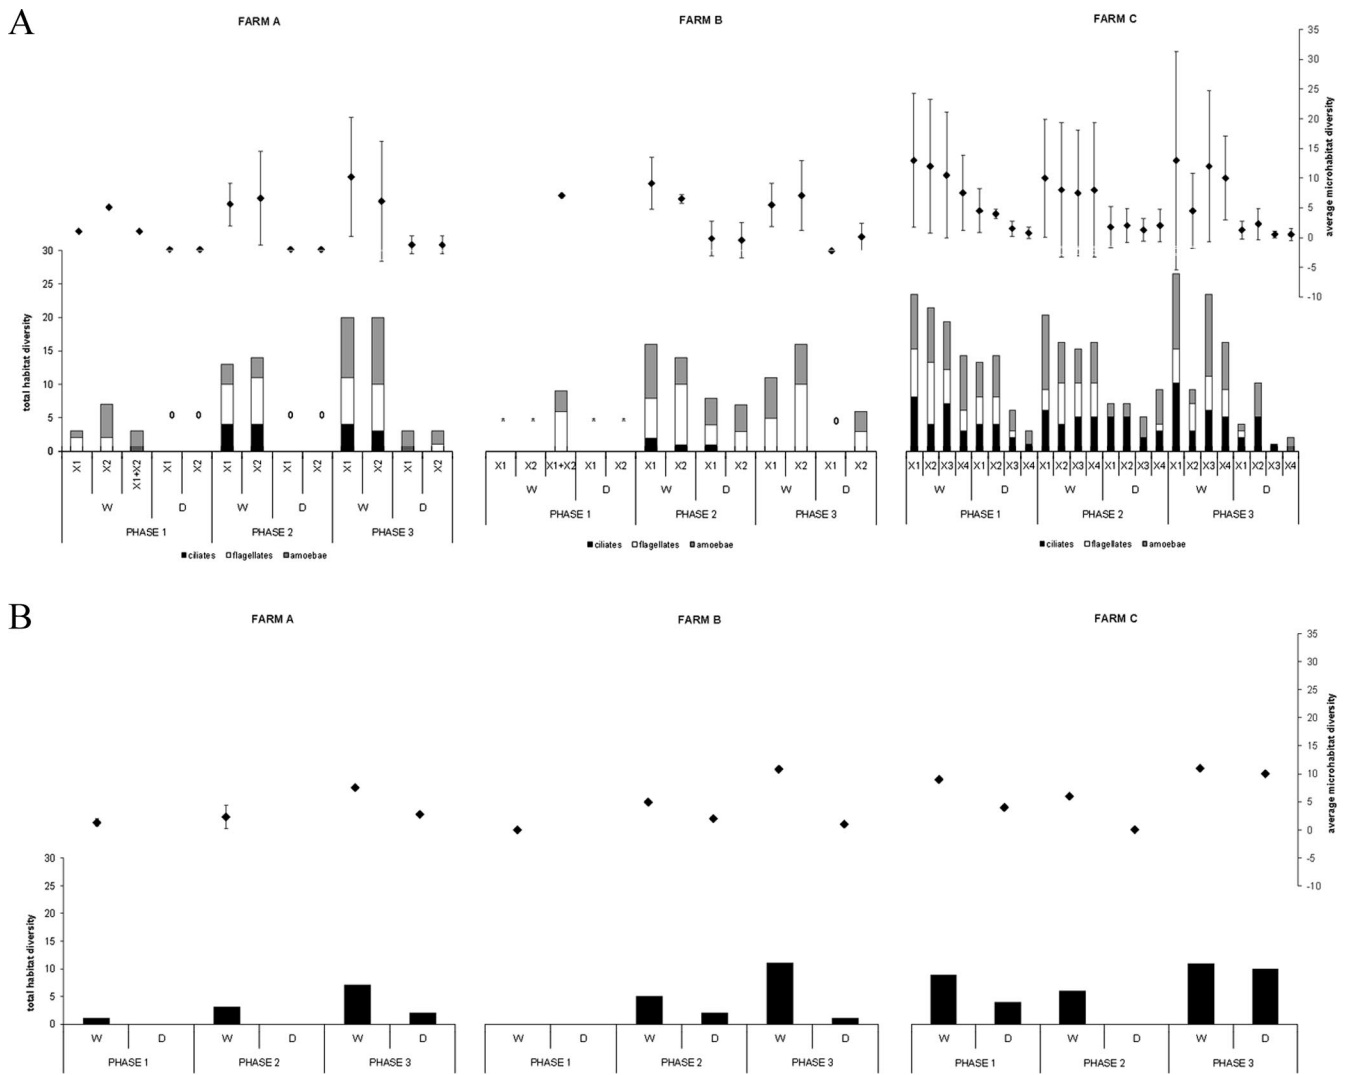 A
FARM A
FARM B
FARM C
35
30
25
20
15
10
5
0
-5
-10
average microhabitat diversity
30
25
20
15
10
5
0
total habitat diversity
0 0 0 0
* * * * 0
X1 X2 X1+X2 X1 X2 X1 X2 X1 X2 X1 X2 X1 X2
W D W D W D
PHASE 1 PHASE 2 PHASE 3
ciliates flagellates amoebae
X1 X2 X1+X2 X1 X2 X1 X2 X1 X2 X1 X2 X1 X2
W D W D W D
PHASE 1 PHASE 2 PHASE 3
ciliates flagellates amoebae
X1 X2 X3 X4 X1 X2 X3 X4 X1 X2 X3 X4 X1 X2 X3 X4 X1 X2 X3 X4 X1 X2 X3 X4
W D W D W D
PHASE 1 PHASE 2 PHASE 3
ciliates flagellates amoebae
B
FARM A
FARM B
FARM C
35
30
25
20
15
10
5
0
-5
-10
average microhabitat diversity
30
25
20
15
10
5
0
total habitat diversity
W D W D W D
PHASE 1 PHASE 2 PHASE 3
W D W D W D
PHASE 1 PHASE 2 PHASE 3
W D W D W D
PHASE 1 PHASE 2 PHASE 3